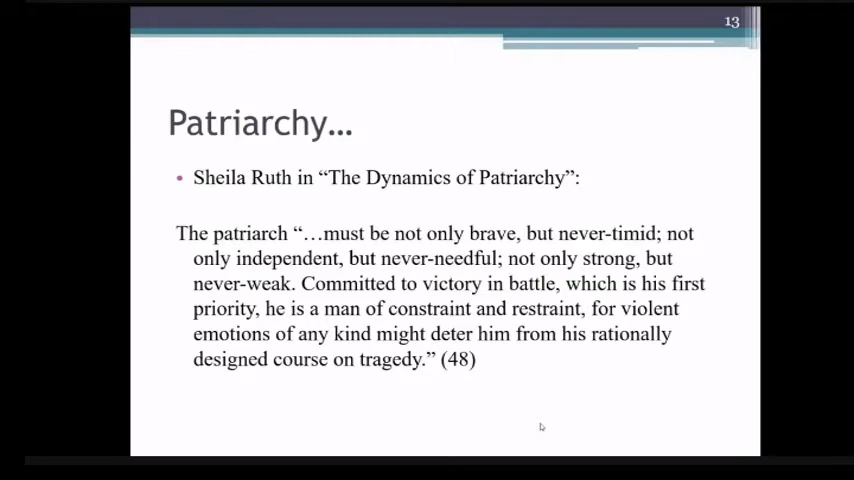 13
Patriarchy…
• Sheila Ruth in “The Dynamics of Patriarchy”:
The patriarch “…must be not only brave, but never-timid; not
only independent, but never-needful; not only strong, but
never-weak. Committed to victory in battle, which is his first
priority, he is a man of constraint and restraint, for violent
emotions of any kind might deter him from his rationally
designed course on tragedy.” (48)